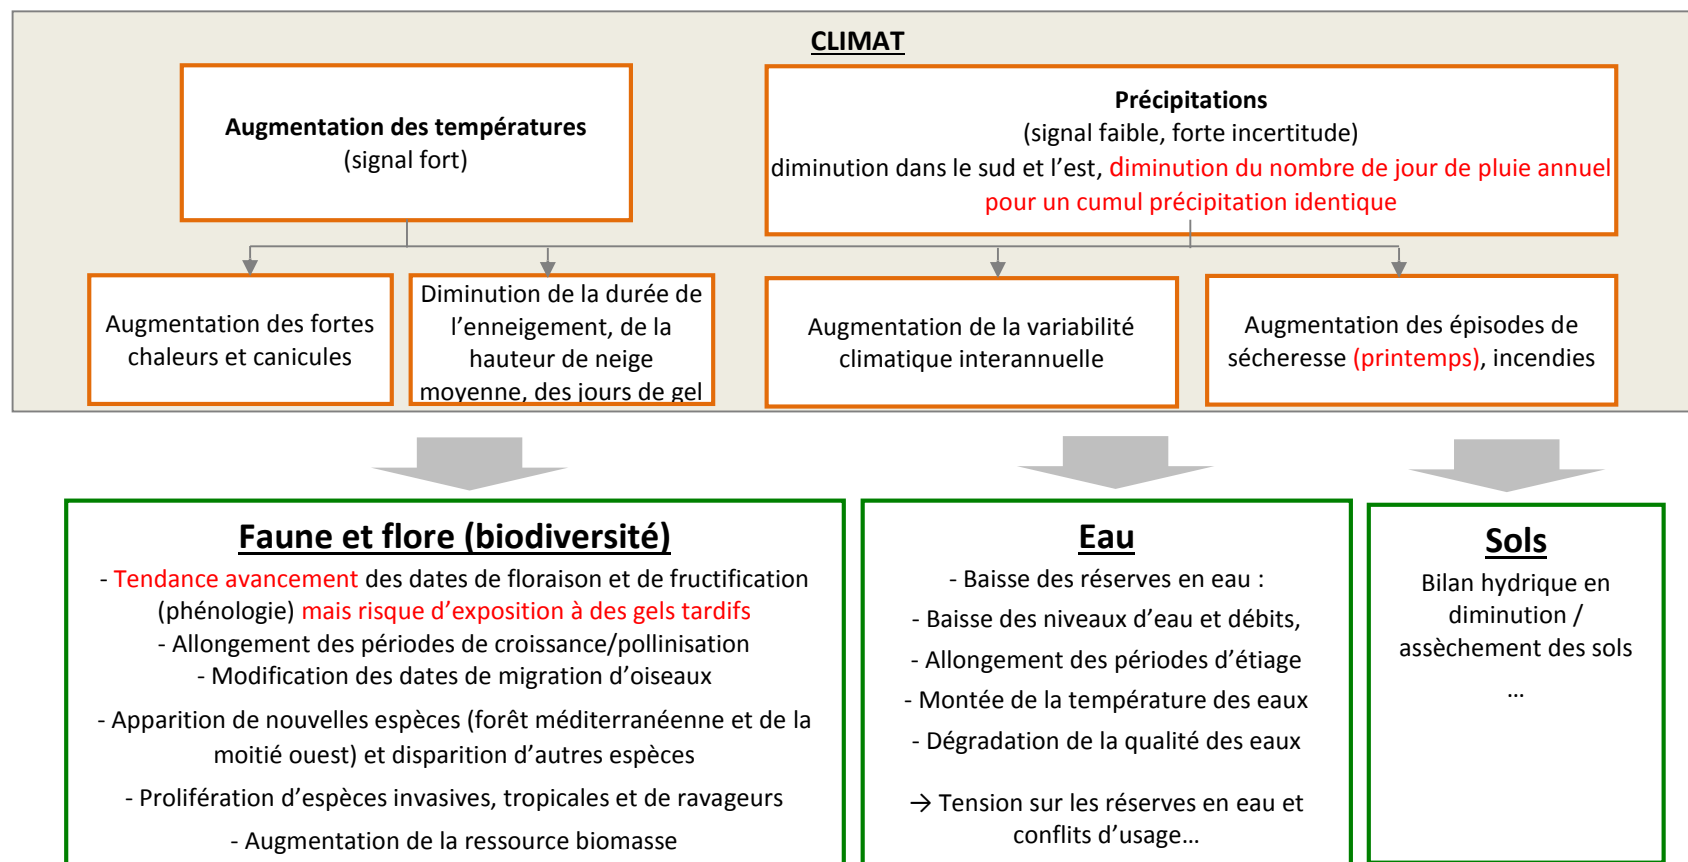 CLIMAT
Augmentation des températures
(signal fort)
Précipitations
(signal faible, forte incertitude)
diminution dans le sud et l’est, diminution du nombre de jour de pluie annuel
pour un cumul précipitation identique
Augmentation des fortes
chaleurs et canicules
Diminution de la durée de
l’enneigement, de la
hauteur de neige
moyenne, des jours de gel
Augmentation de la variabilité
climatique interannuelle
Augmentation des épisodes de
sécheresse (printemps), incendies
Faune et flore (biodiversité)
- Tendance avancement des dates de floraison et de fructification
(phénologie) mais risque d’exposition à des gels tardifs
- Allongement des périodes de croissance/pollinisation
- Modification des dates de migration d’oiseaux
- Apparition de nouvelles espèces (forêt méditerranéenne et de la
moitié ouest) et disparition d’autres espèces
- Prolifération d’espèces invasives, tropicales et de ravageurs
- Augmentation de la ressource biomasse
Eau
- Baisse des réserves en eau :
- Baisse des niveaux d’eau et débits,
- Allongement des périodes d’étiage
- Montée de la température des eaux
- Dégradation de la qualité des eaux
→ Tension sur les réserves en eau et
conflits d’usage…
Sols
Bilan hydrique en
diminution /
assèchement des sols
…